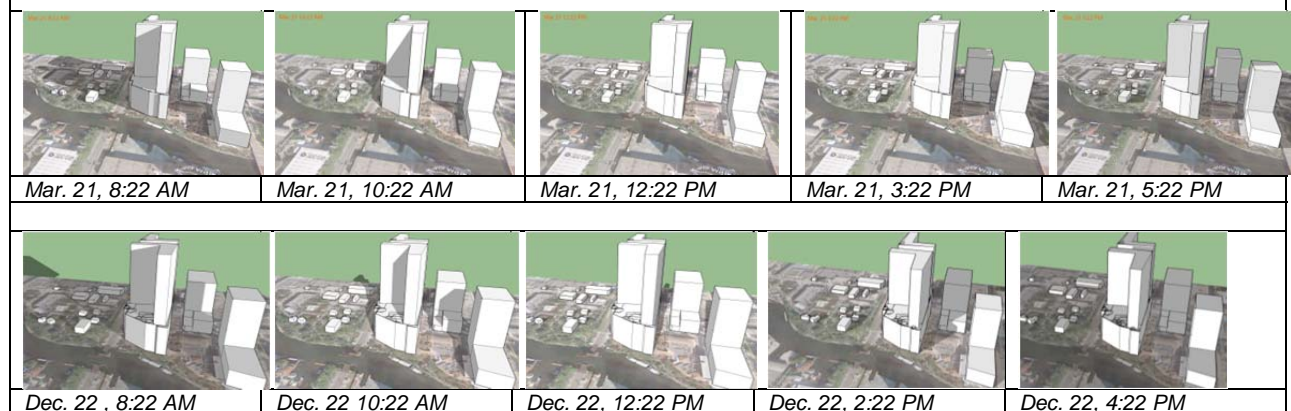 Mar. 21, 8:22 AM
Mar. 21, 10:22 AM
Mar. 21, 12:22 PM
Mar. 21, 3:22 PM
Mar. 21, 5:22 PM
Dec. 22 , 8:22 AM
Dec. 22 10:22 AM
Dec. 22, 12:22 PM
Dec. 22, 2:22 PM
Dec. 22, 4:22 PM